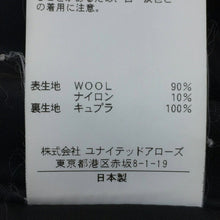 の着用に注意。
表生地 WOOL 90%
ナイロン 10%
裏生地 キュプラ 100%
株式会社 ユナイテッドアローズ
東京都港区赤坂8-1-19
日本製